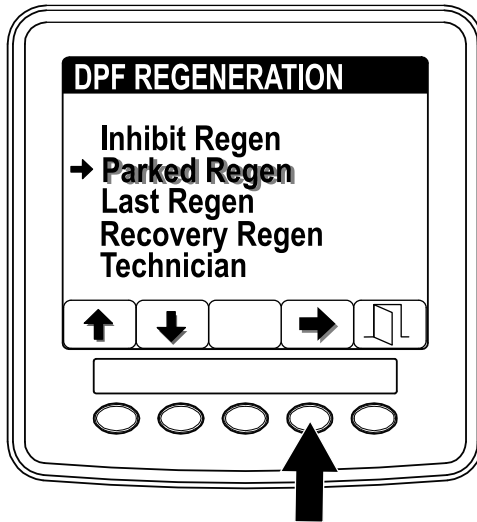 DPF REGENERATION
Inhibit Regen
Parked Regen
Last Regen
Recovery Regen
Technician